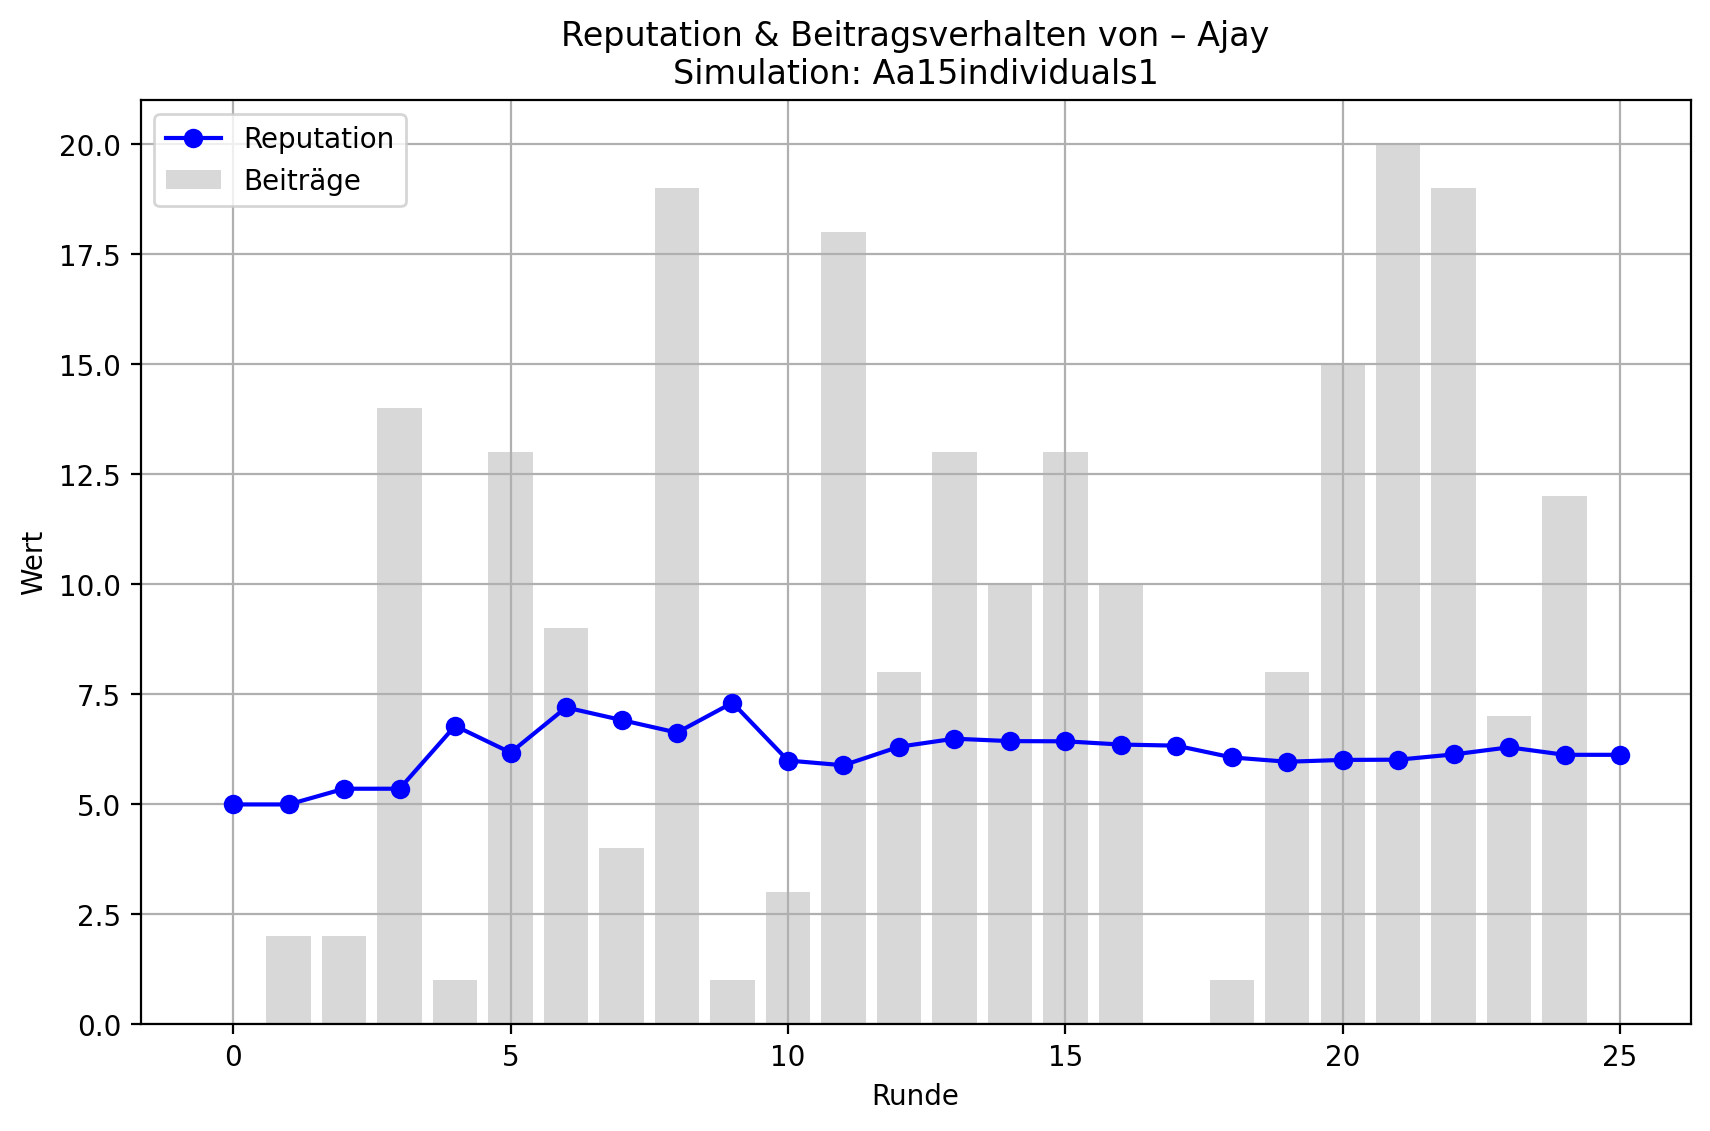 Reputation & Beitragsverhalten von – Ajay
Simulation: Aa15individuals1
Reputation
Beiträge
20.0
17.5
15.0
12.5
10.0
7.5
5.0
2.5
0.0
Wert
0 5 10 15 20 25
Runde